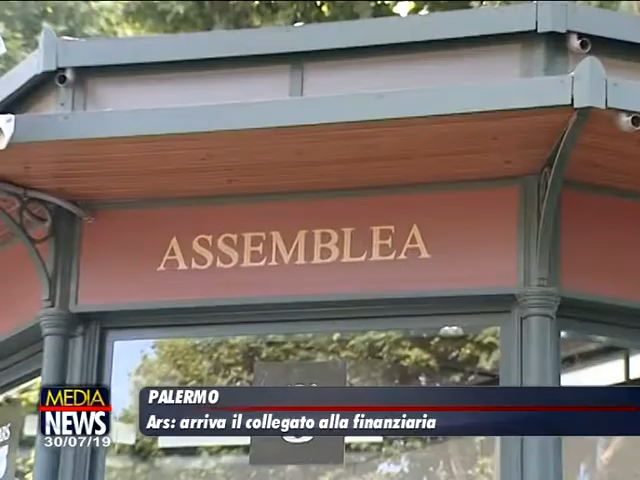 ASSEMBLEA
MEDIA
NEWS
30/07/19
PALERMO
Ars: arriva il collegato alla finanziaria